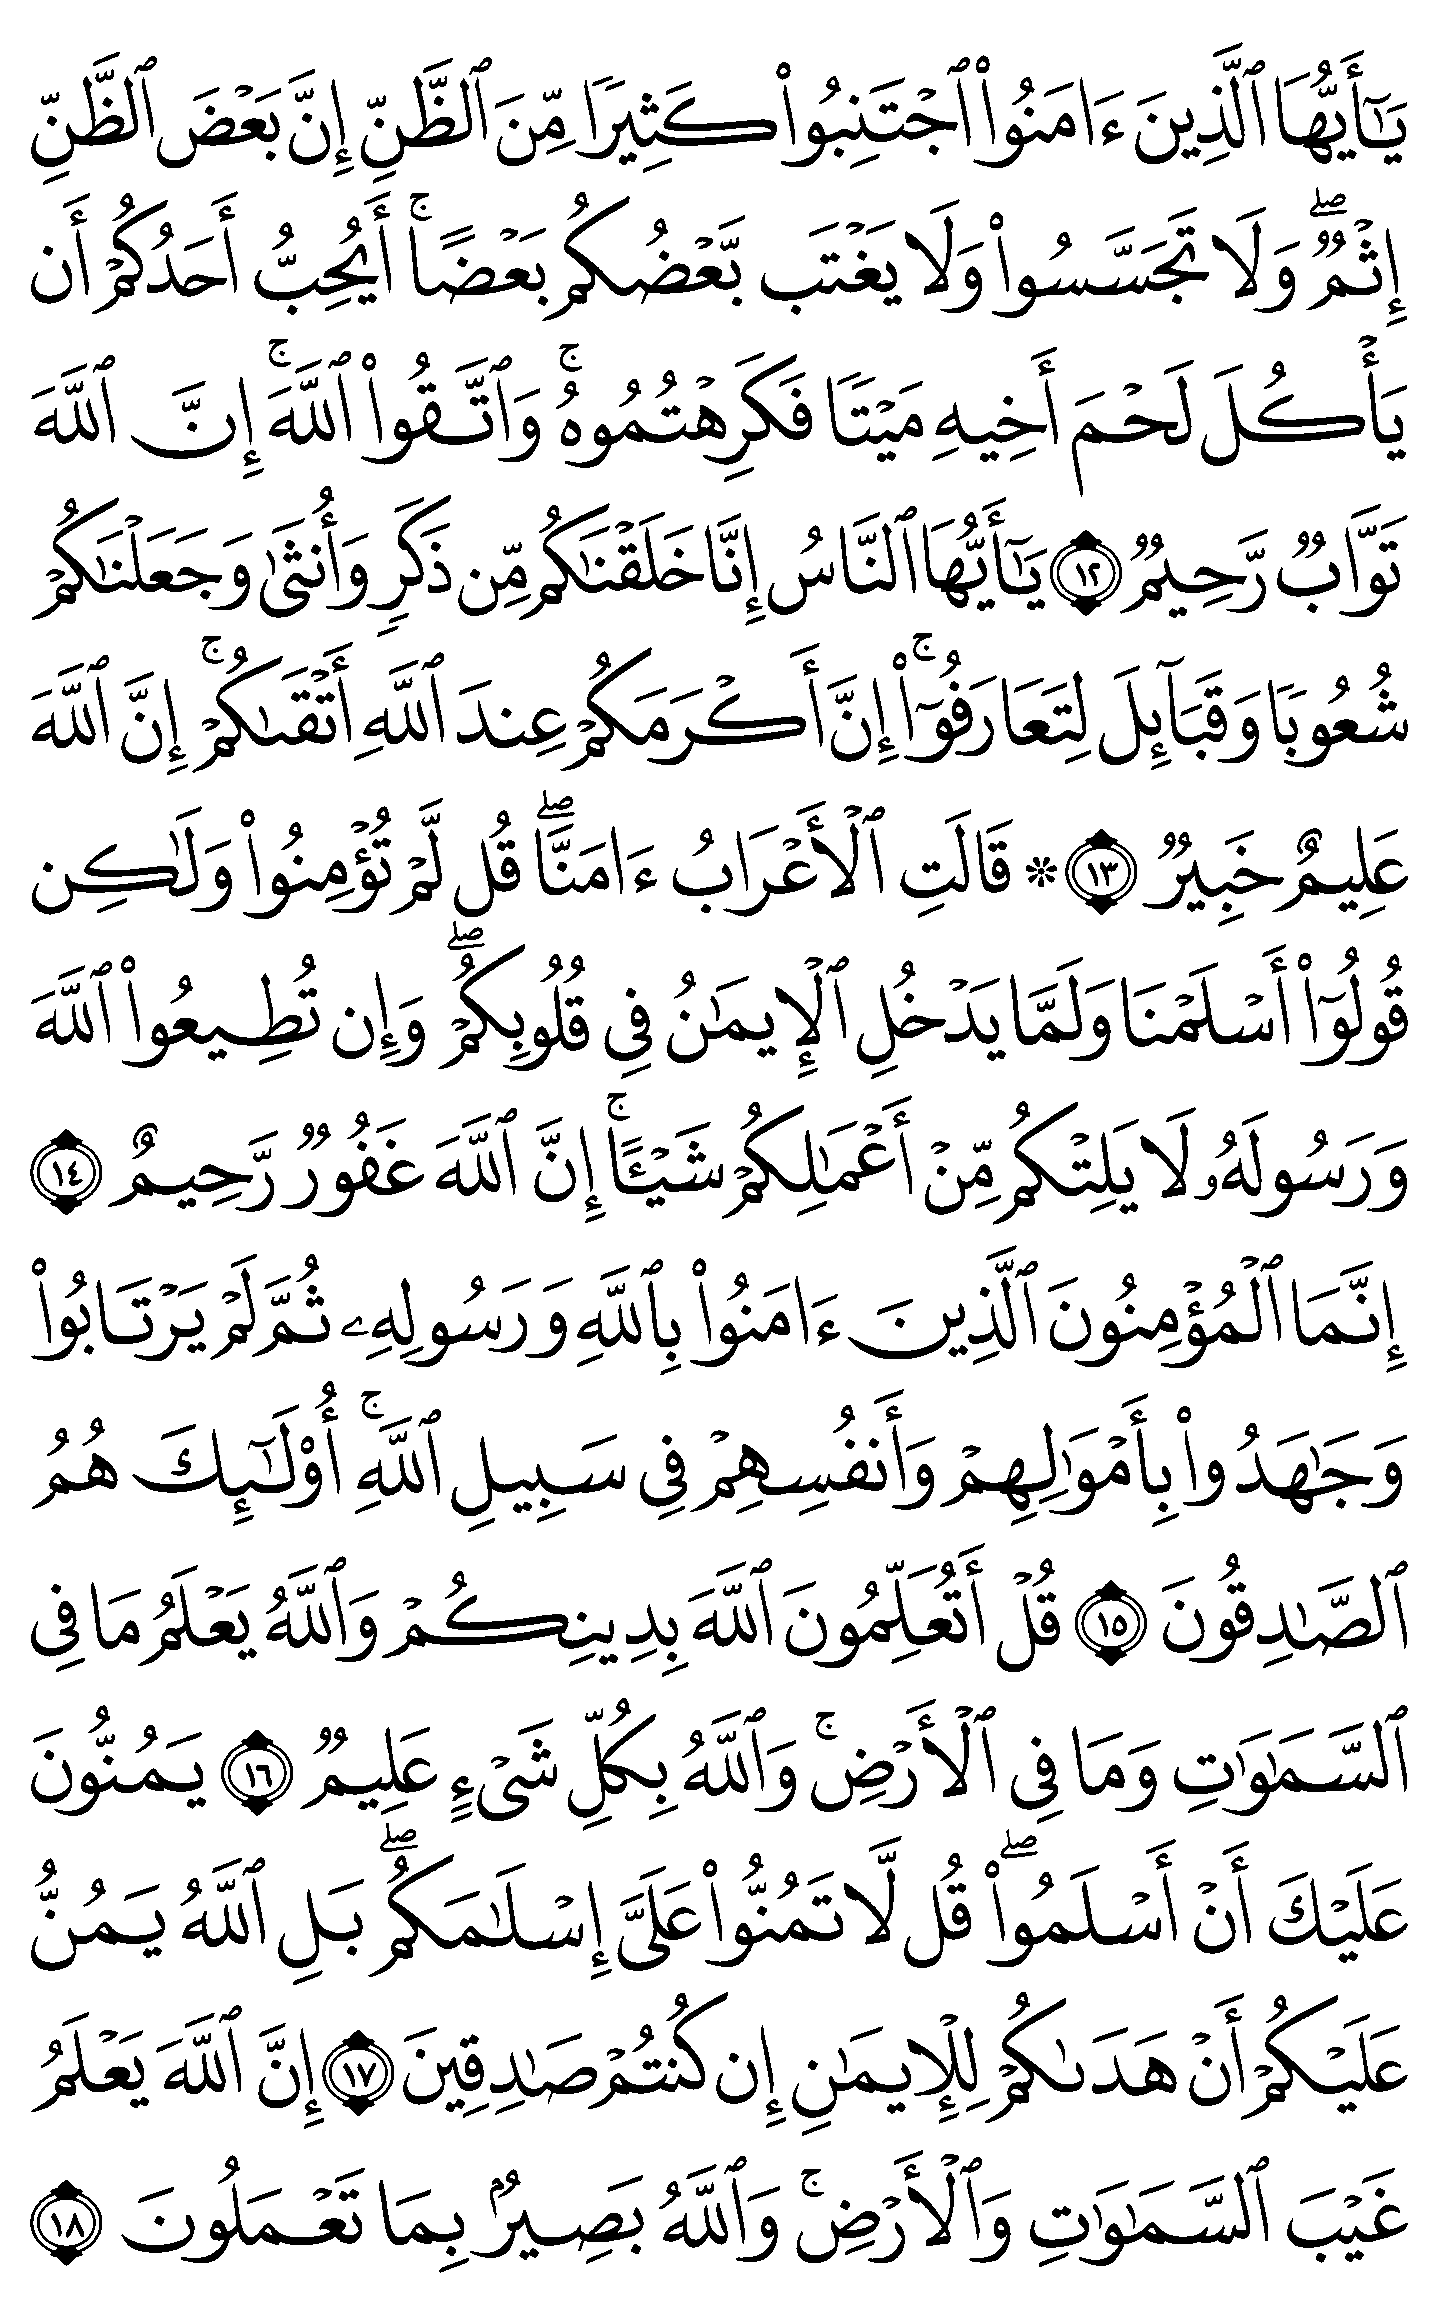 يَـٰٓأَيُّهَا ٱلَّذِينَ ءَامَنُوا۟ ٱجْتَنِبُوا۟ كَثِيرًا مِّنَ ٱلظَّنِّ إِنَّ بَعْضَ ٱلظَّنِّ
إِثْمٌ ۖ وَلَا تَجَسَّسُوا۟ وَلَا يَغْتَب بَّعْضُكُم بَعْضًا ۚ أَيُحِبُّ أَحَدُكُمْ أَن
يَأْكُلَ لَحْمَ أَخِيهِ مَيْتًا فَكَرِهْتُمُوهُ ۚ وَٱتَّقُوا۟ ٱللَّهَ ۚ إِنَّ ٱللَّهَ
تَوَّابٌ رَّحِيمٌ ١٢ يَـٰٓأَيُّهَا ٱلنَّاسُ إِنَّا خَلَقْنَـٰكُم مِّن ذَكَرٍ وَأُنثَىٰ وَجَعَلْنَـٰكُمْ
شُعُوبًا وَقَبَآئِلَ لِتَعَارَفُوٓا۟ ۚ إِنَّ أَكْرَمَكُمْ عِندَ ٱللَّهِ أَتْقَىٰكُمْ ۚ إِنَّ ٱللَّهَ
عَلِيمٌ خَبِيرٌ ١٣ ۞ قَالَتِ ٱلْأَعْرَابُ ءَامَنَّا ۖ قُل لَّمْ تُؤْمِنُوا۟ وَلَـٰكِن
قُولُوٓا۟ أَسْلَمْنَا وَلَمَّا يَدْخُلِ ٱلْإِيمَـٰنُ فِى قُلُوبِكُمْ ۖ وَإِن تُطِيعُوا۟ ٱللَّهَ
وَرَسُولَهُۥ لَا يَلِتْكُم مِّنْ أَعْمَـٰلِكُمْ شَيْـًٔا ۚ إِنَّ ٱللَّهَ غَفُورٌ رَّحِيمٌ ١٤
إِنَّمَا ٱلْمُؤْمِنُونَ ٱلَّذِينَ ءَامَنُوا۟ بِٱللَّهِ وَرَسُولِهِۦ ثُمَّ لَمْ يَرْتَابُوا۟
وَجَـٰهَدُوا۟ بِأَمْوَٰلِهِمْ وَأَنفُسِهِمْ فِى سَبِيلِ ٱللَّهِ ۚ أُو۟لَـٰٓئِكَ هُمُ
ٱلصَّـٰدِقُونَ ١٥ قُلْ أَتُعَلِّمُونَ ٱللَّهَ بِدِينِكُمْ وَٱللَّهُ يَعْلَمُ مَا فِى
ٱلسَّمَـٰوَٰتِ وَمَا فِى ٱلْأَرْضِ ۚ وَٱللَّهُ بِكُلِّ شَىْءٍ عَلِيمٌ ١٦ يَمُنُّونَ
عَلَيْكَ أَنْ أَسْلَمُوا۟ ۖ قُل لَّا تَمُنُّوا۟ عَلَىَّ إِسْلَـٰمَكُم ۖ بَلِ ٱللَّهُ يَمُنُّ
عَلَيْكُمْ أَنْ هَدَىٰكُمْ لِلْإِيمَـٰنِ إِن كُنتُمْ صَـٰدِقِينَ ١٧ إِنَّ ٱللَّهَ يَعْلَمُ
غَيْبَ ٱلسَّمَـٰوَٰتِ وَٱلْأَرْضِ ۚ وَٱللَّهُ بَصِيرٌۢ بِمَا تَعْمَلُونَ ١٨